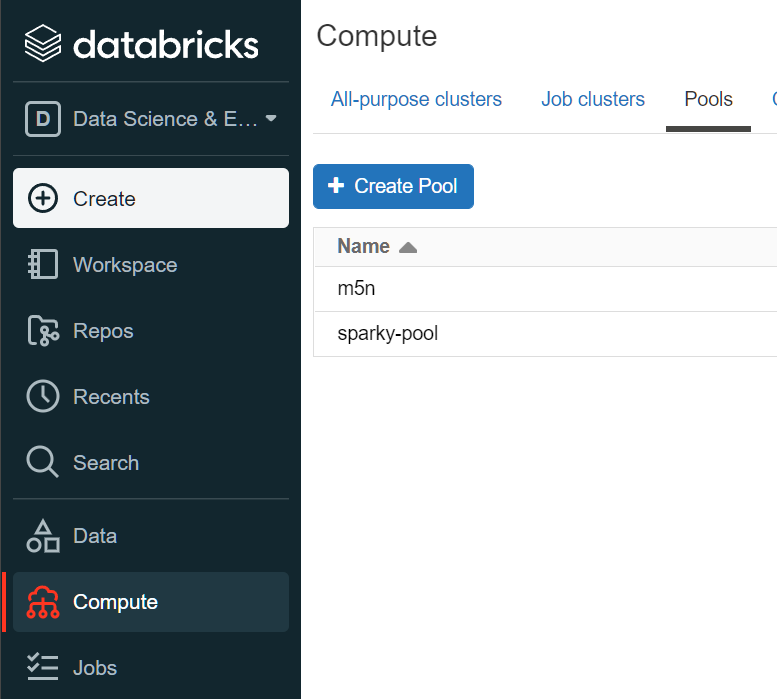 databricks
D Data Science & E...
Create
Workspace
Repos
Recents
Search
Data
Compute
Jobs
Compute
All-purpose clusters Job clusters Pools
Create Pool
Name
m5n
sparky-pool